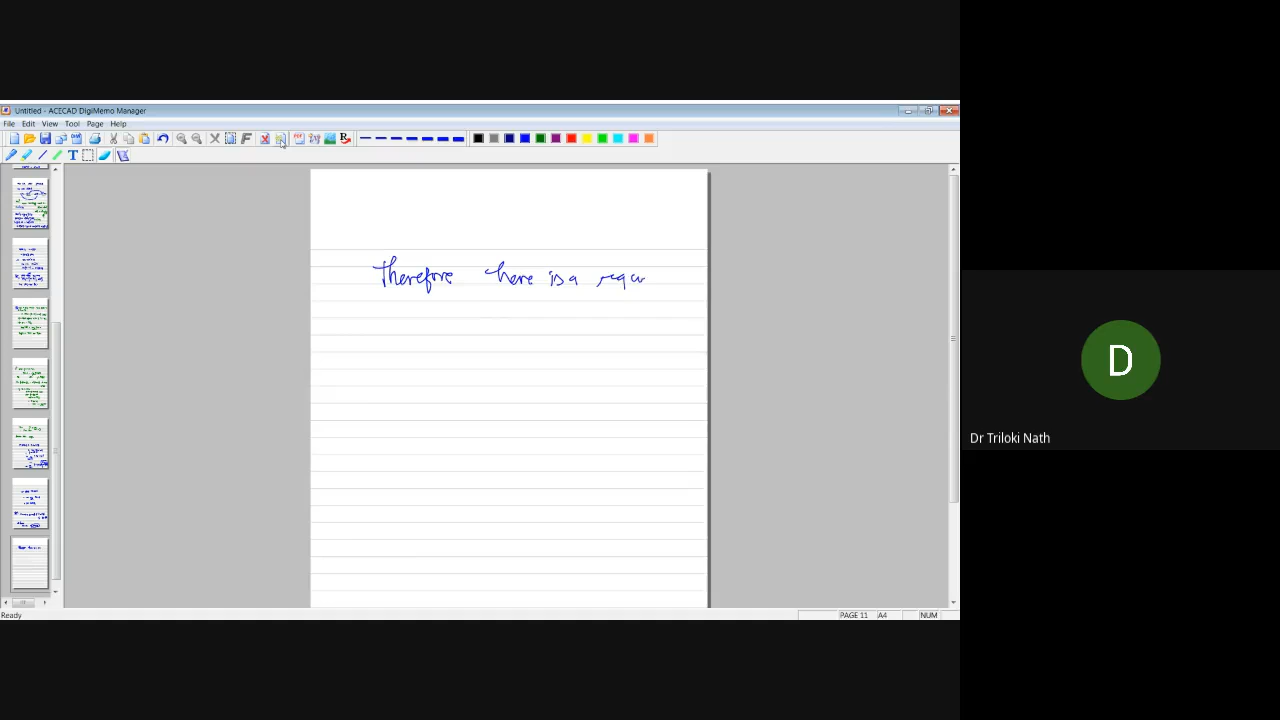 Untitled - ACECAD DigiMemo Manager
File Edit View Tool Page Help
Therefore there is a requ
D
Dr Triloki Nath
Ready
PAGE 11 A4 NUM